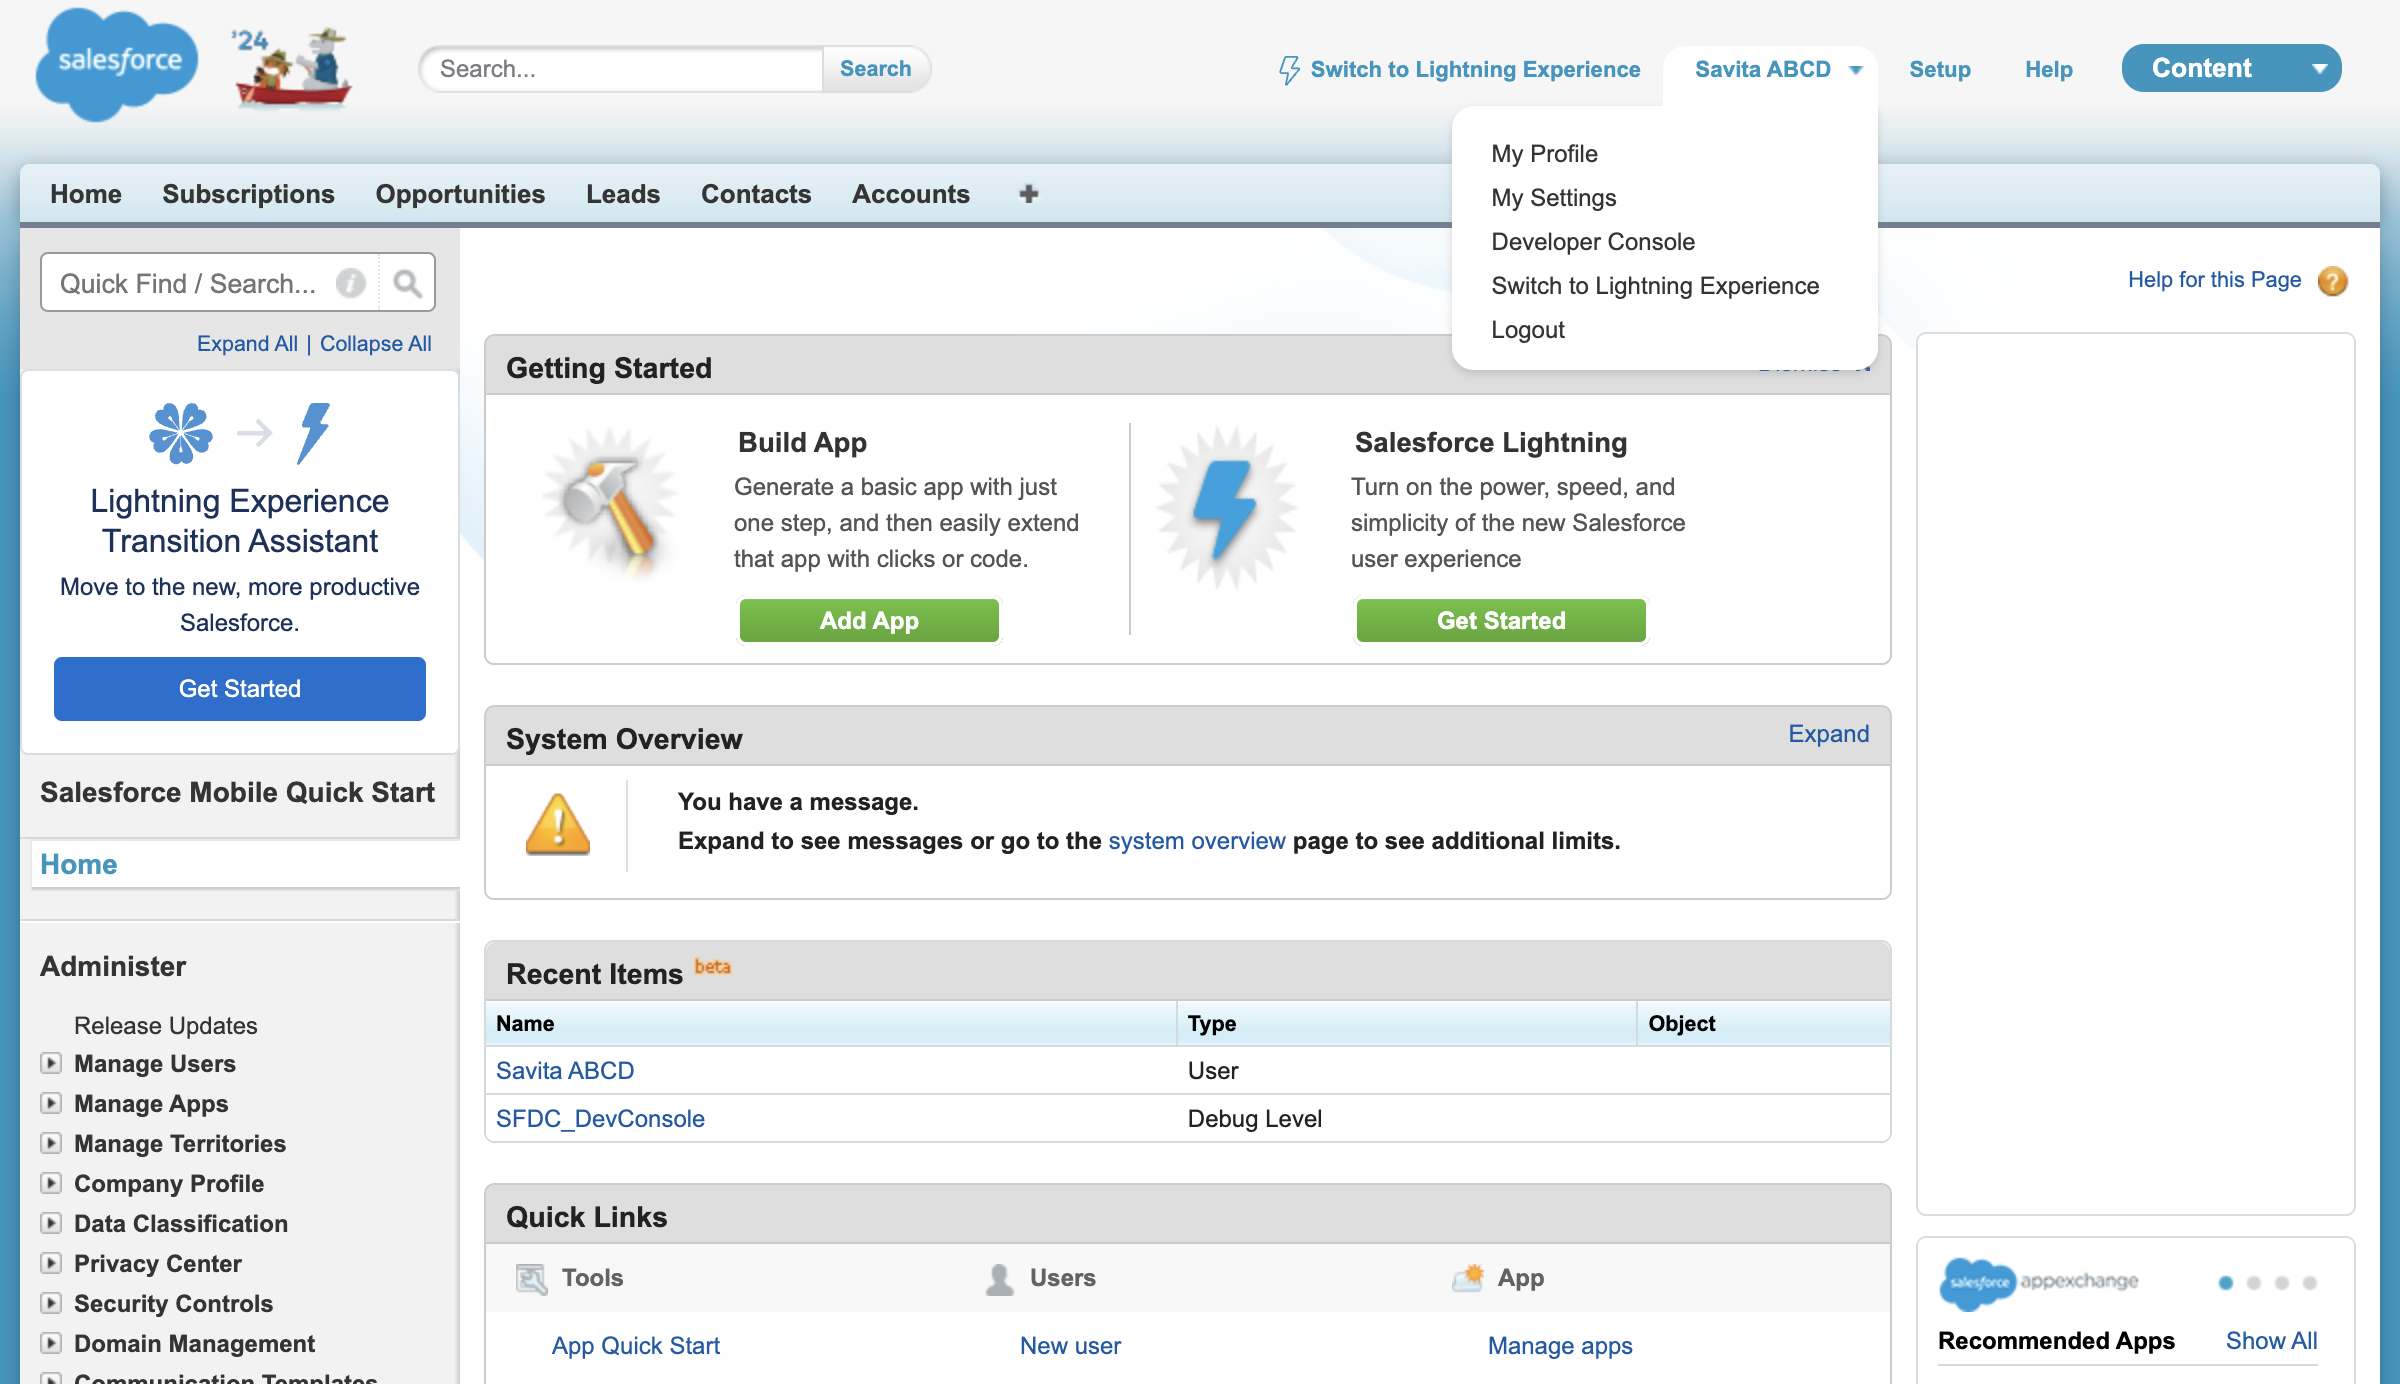 salesforce
'24
Search...
Search
Switch to Lightning Experience
Savita ABCD
Setup
Help
Content
My Profile
My Settings
Developer Console
Switch to Lightning Experience
Logout
Home
Subscriptions
Opportunities
Leads
Contacts
Accounts
Quick Find / Search...
Expand All | Collapse All
Lightning Experience
Transition Assistant
Move to the new, more productive
Salesforce.
Get Started
Salesforce Mobile Quick Start
Home
Administer
Release Updates
Manage Users
Manage Apps
Manage Territories
Company Profile
Data Classification
Privacy Center
Security Controls
Domain Management
Communication Templates
Help for this Page ?
Getting Started
Build App
Generate a basic app with just
one step, and then easily extend
that app with clicks or code.
Add App
Salesforce Lightning
Turn on the power, speed, and
simplicity of the new Salesforce
user experience
Get Started
System Overview
Expand
You have a message.
Expand to see messages or go to the system overview page to see additional limits.
Recent Items beta
Name Type Object
Savita ABCD User
SFDC_DevConsole Debug Level
Quick Links
Tools
Users
App
App Quick Start
New user
Manage apps
salesforce appexchange
Recommended Apps
Show All